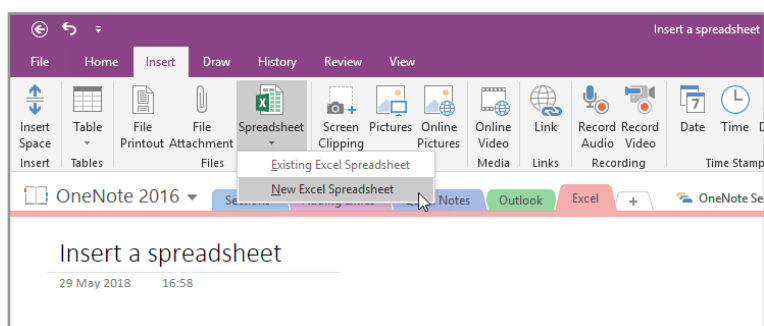 Insert a spreadsheet
File Home Insert Draw History Review View
Insert Space
Table
File Printout
File Attachment
Spreadsheet
Screen Clipping
Pictures
Online Pictures
Online Video
Link
Record Audio
Record Video
7
Date
Time
Insert Tables Files Media Links Recording Time Stamp
Existing Excel Spreadsheet
New Excel Spreadsheet
OneNote 2016 Notes Outlook Excel + OneNote Se
Insert a spreadsheet
29 May 2018 16:58